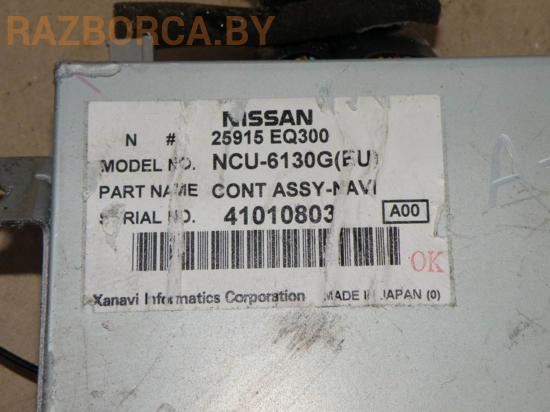 RAZBORCA.BY
NISSAN
N # 25915 EQ300
MODEL NO. NCU-6130G(EU)
PART NAME CONT ASSY-NAVI
SERIAL NO. 41010803 A00
OK
Xanavi Informatics Corporation MADE IN JAPAN (0)